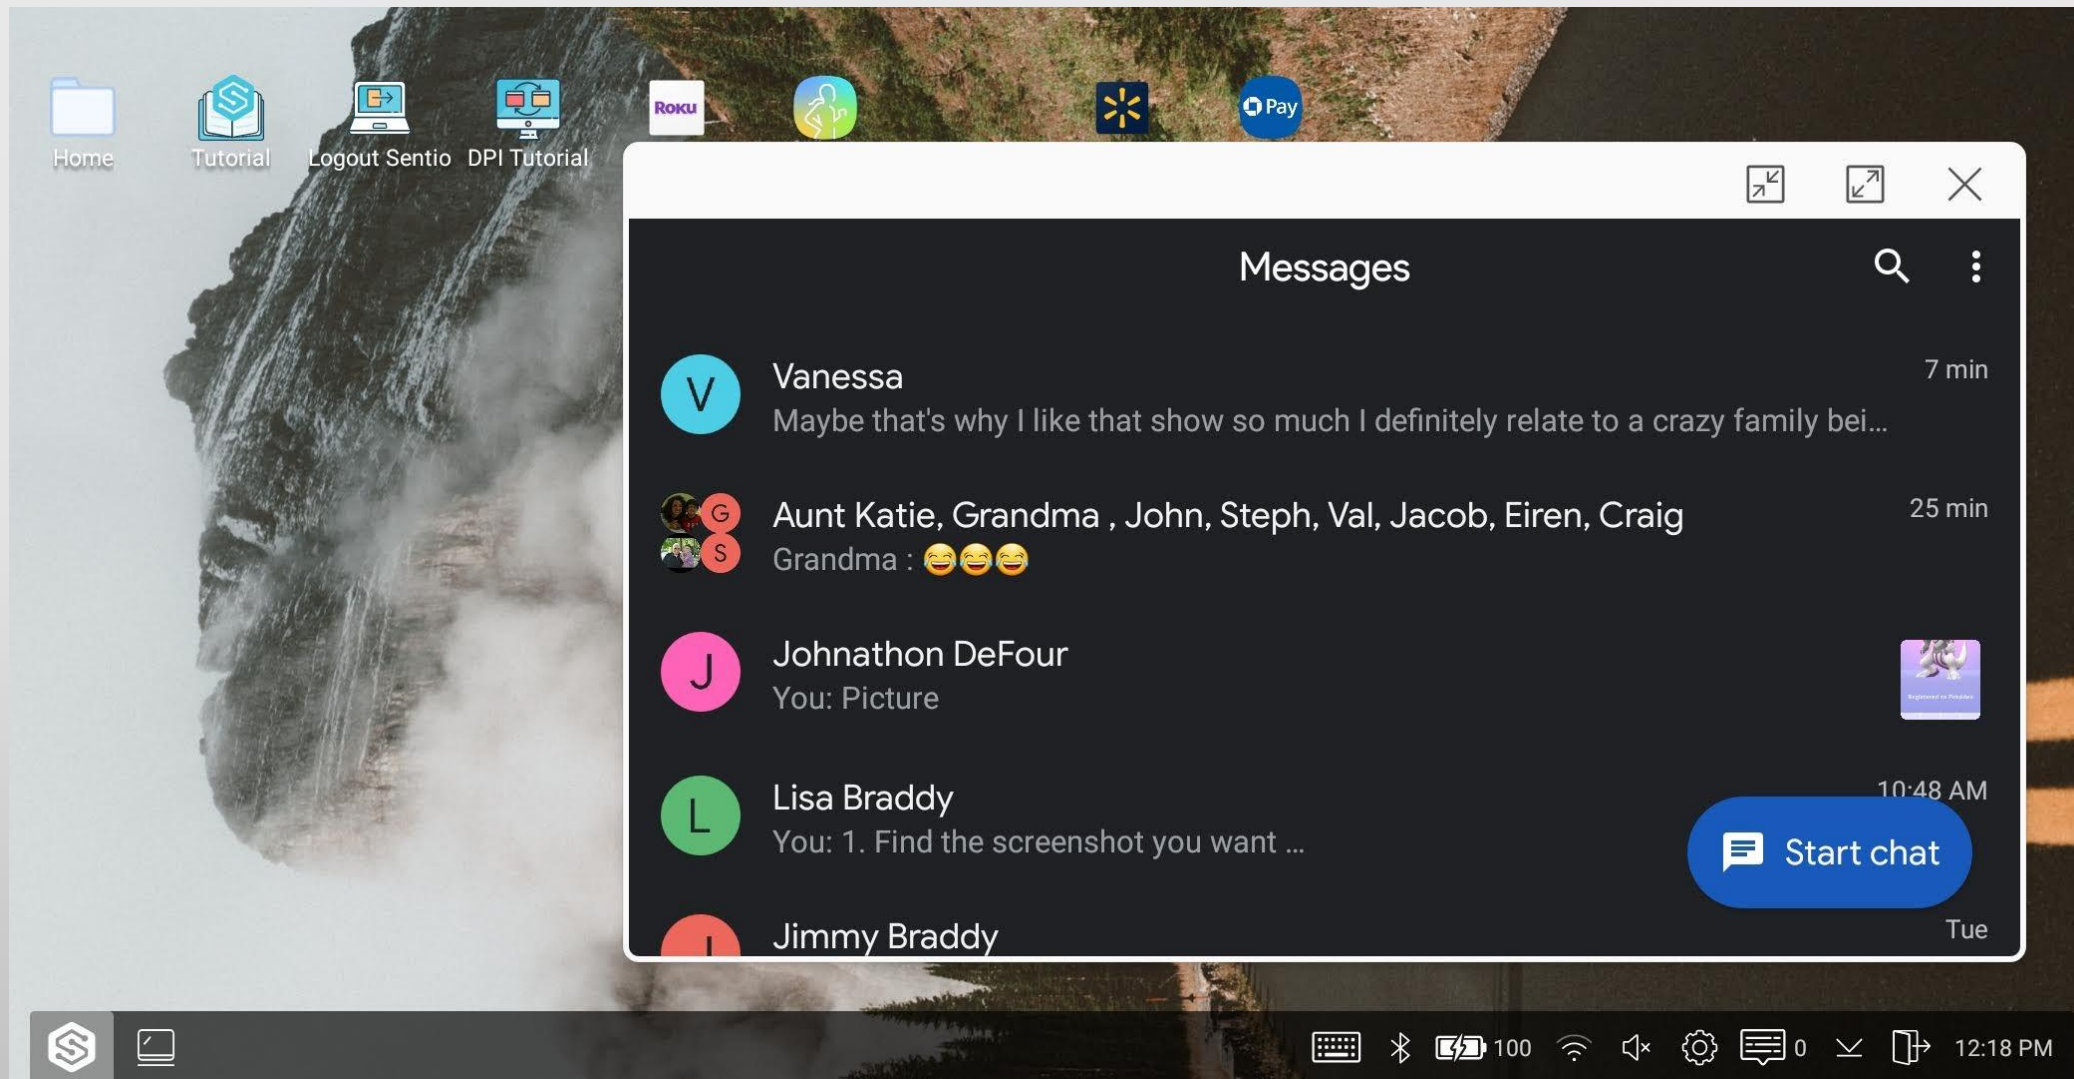 Roku
Pay
Home
Tutorial
Logout Sentio
DPI Tutorial
Messages
V
Vanessa
7 min
Maybe that's why I like that show so much I definitely relate to a crazy family bei...
G
S
Aunt Katie, Grandma , John, Steph, Val, Jacob, Eiren, Craig
25 min
Grandma : 😂😂😂
J
Johnathon DeFour
You: Picture
Registered to Pokédex
L
Lisa Braddy
10:48 AM
You: 1. Find the screenshot you want ...
Start chat
Jimmy Braddy
Tue
100
0
12:18 PM